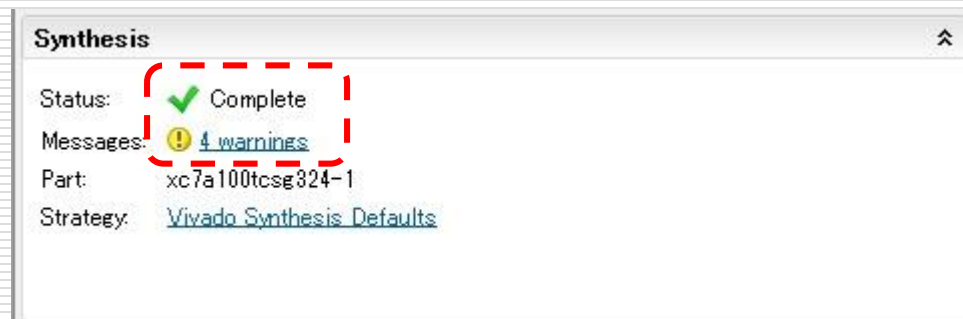 Synthesis
Status: Complete
Messages: 4 warnings
Part: xc7a100tcsg324-1
Strategy: Vivado Synthesis Defaults